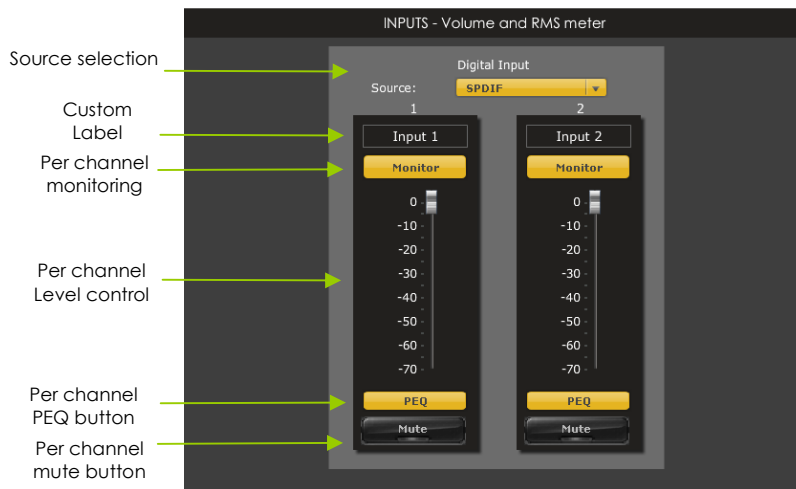 INPUTS - Volume and RMS meter
Source selection
Digital Input
Source:
SPDIF
1
2
Custom
Label
Input 1
Input 2
Per channel
monitoring
Monitor
Monitor
0
-10
-20
-30
-40
-50
-60
-70
0
-10
-20
-30
-40
-50
-60
-70
Per channel
Level control
Per channel
PEQ button
PEQ
PEQ
Per channel
mute button
Mute
Mute